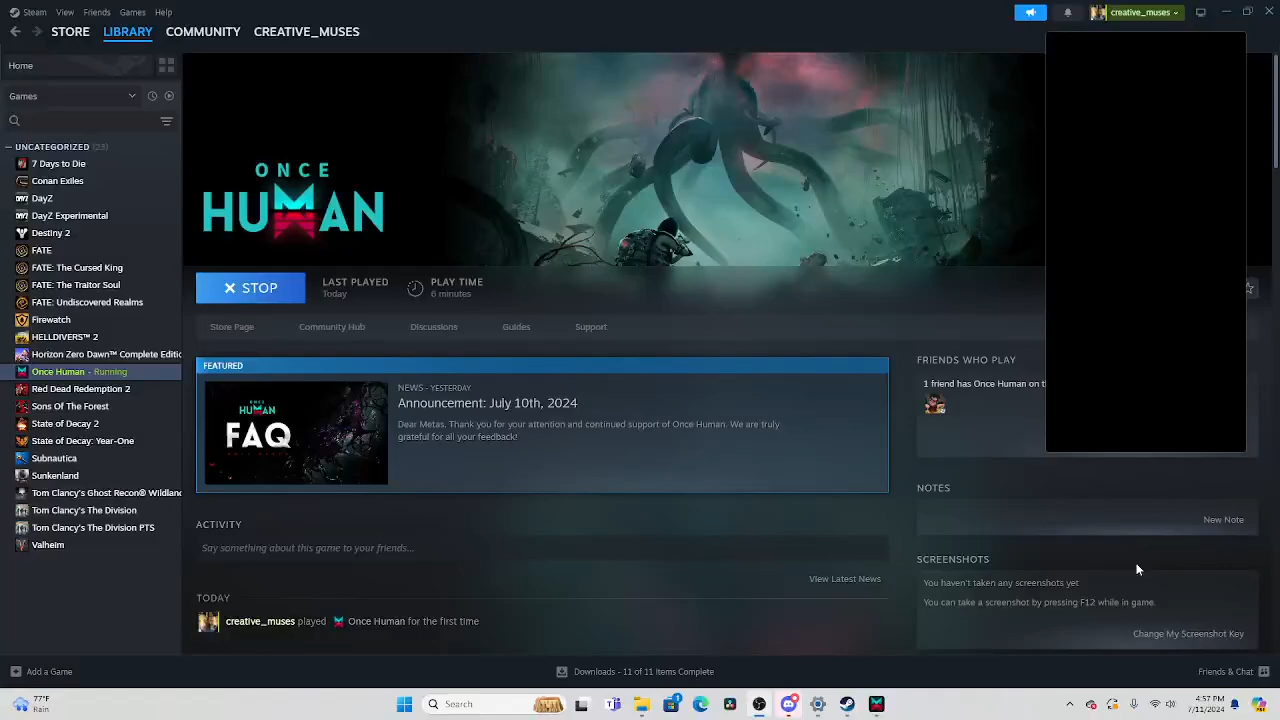 Steam View Friends Games Help
creative_muses
STORE LIBRARY COMMUNITY CREATIVE_MUSES
Home
Games
UNCATEGORIZED (23)
7 Days to Die
Conan Exiles
DayZ
DayZ Experimental
Destiny 2
FATE
FATE: The Cursed King
FATE: The Traitor Soul
FATE: Undiscovered Realms
Firewatch
HELLDIVERS™ 2
Horizon Zero Dawn™ Complete Editic
Once Human - Running
Red Dead Redemption 2
Sons Of The Forest
State of Decay 2
State of Decay: Year-One
Subnautica
Sunkenland
Tom Clancy's Ghost Recon® Wildlanc
Tom Clancy's The Division
Tom Clancy's The Division PTS
Valheim
ONCE
HUMAN
STOP
LAST PLAYED
Today
PLAY TIME
6 minutes
Store Page Community Hub Discussions Guides Support
FEATURED
ONCE
HUMAN
FAQ
NEWS - YESTERDAY
Announcement: July 10th, 2024
Dear Metas. Thank you for your attention and continued support of Once Human. We are truly
grateful for all your feedback!
ACTIVITY
Say something about this game to your friends...
View Latest News
TODAY
creative_muses played Once Human for the first time
FRIENDS WHO PLAY
1 friend has Once Human on t
NOTES
New Note
SCREENSHOTS
You haven't taken any screenshots yet
You can take a screenshot by pressing F12 while in game.
Change My Screenshot Key
Add a Game
Downloads - 11 of 11 Items Complete
Friends & Chat
77°F
Rain
Search
4:57 PM
7/11/2024